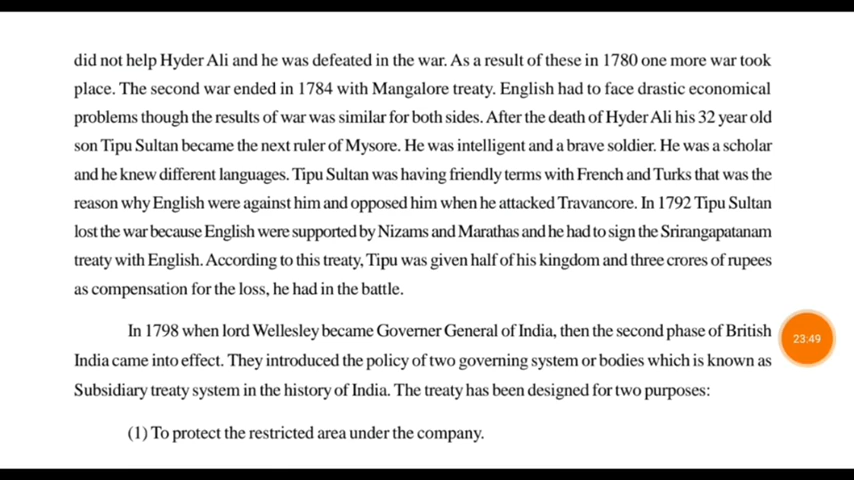 did not help Hyder Ali and he was defeated in the war. As a result of these in 1780 one more war took
place. The second war ended in 1784 with Mangalore treaty. English had to face drastic economical
problems though the results of war was similar for both sides. After the death of Hyder Ali his 32 year old
son Tipu Sultan became the next ruler of Mysore. He was intelligent and a brave soldier. He was a scholar
and he knew different languages. Tipu Sultan was having friendly terms with French and Turks that was the
reason why English were against him and opposed him when he attacked Travancore. In 1792 Tipu Sultan
lost the war because English were supported by Nizams and Marathas and he had to sign the Srirangapatanam
treaty with English. According to this treaty, Tipu was given half of his kingdom and three crores of rupees
as compensation for the loss, he had in the battle.
In 1798 when lord Wellesley became Governer General of India, then the second phase of British
India came into effect. They introduced the policy of two governing system or bodies which is known as
Subsidiary treaty system in the history of India. The treaty has been designed for two purposes:
(1) To protect the restricted area under the company.
23:49